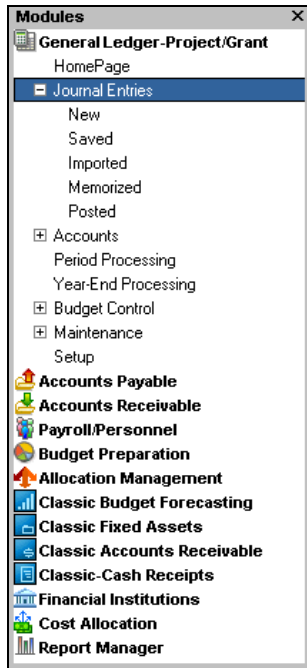 Modules
General Ledger-Project/Grant
HomePage
Journal Entries
New
Saved
Imported
Memorized
Posted
Accounts
Period Processing
Year-End Processing
Budget Control
Maintenance
Setup
Accounts Payable
Accounts Receivable
Payroll/Personnel
Budget Preparation
Allocation Management
Classic Budget Forecasting
Classic Fixed Assets
Classic Accounts Receivable
Classic-Cash Receipts
Financial Institutions
Cost Allocation
Report Manager